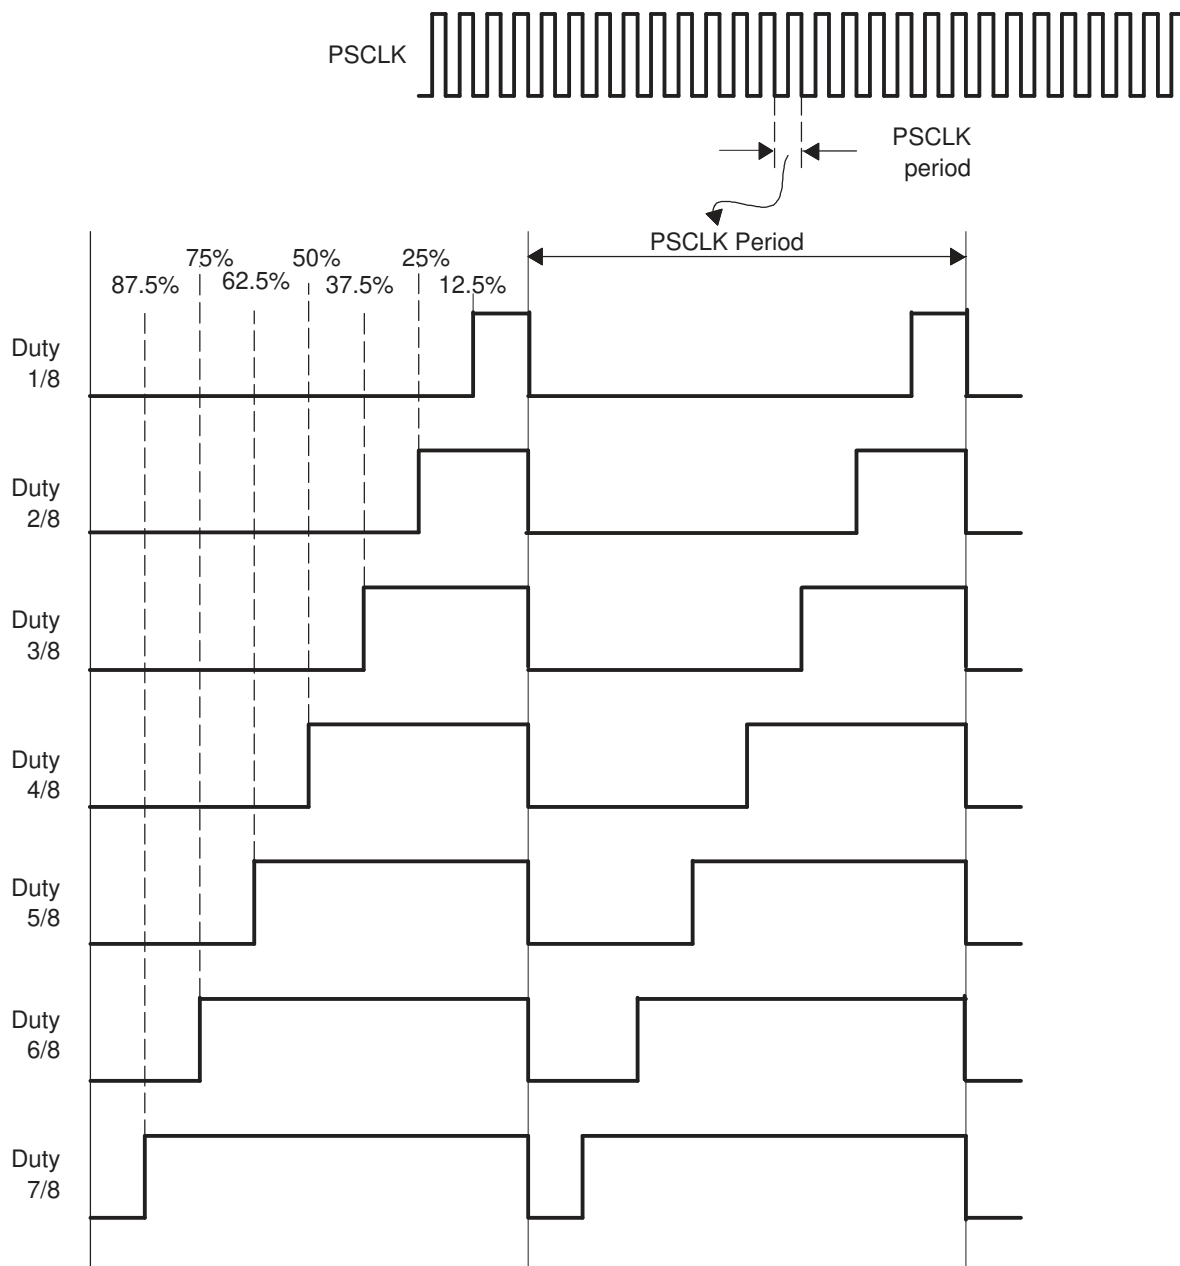 PSCLK
PSCLK
period
PSCLK Period
75%
50%
25%
87.5%
62.5%
37.5%
12.5%
Duty
1/8
Duty
2/8
Duty
3/8
Duty
4/8
Duty
5/8
Duty
6/8
Duty
7/8